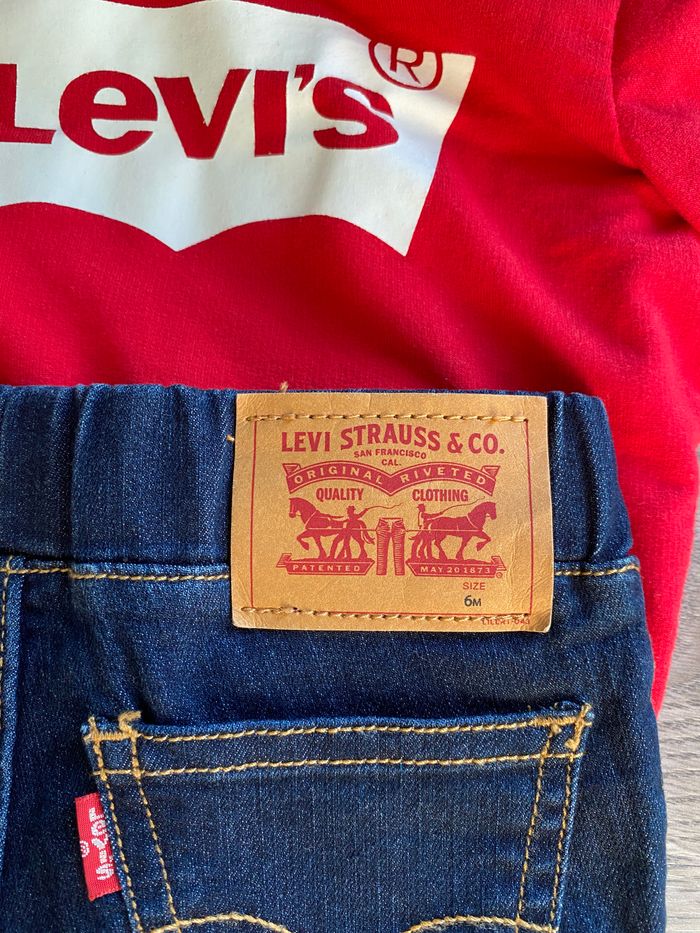 Levi's®
LEVI STRAUSS & CO.
SAN FRANCISCO
CAL.
ORIGINAL RIVETED
QUALITY CLOTHING
PATENTED MAY 20 1873
SIZE
6M
LEVI'S
®